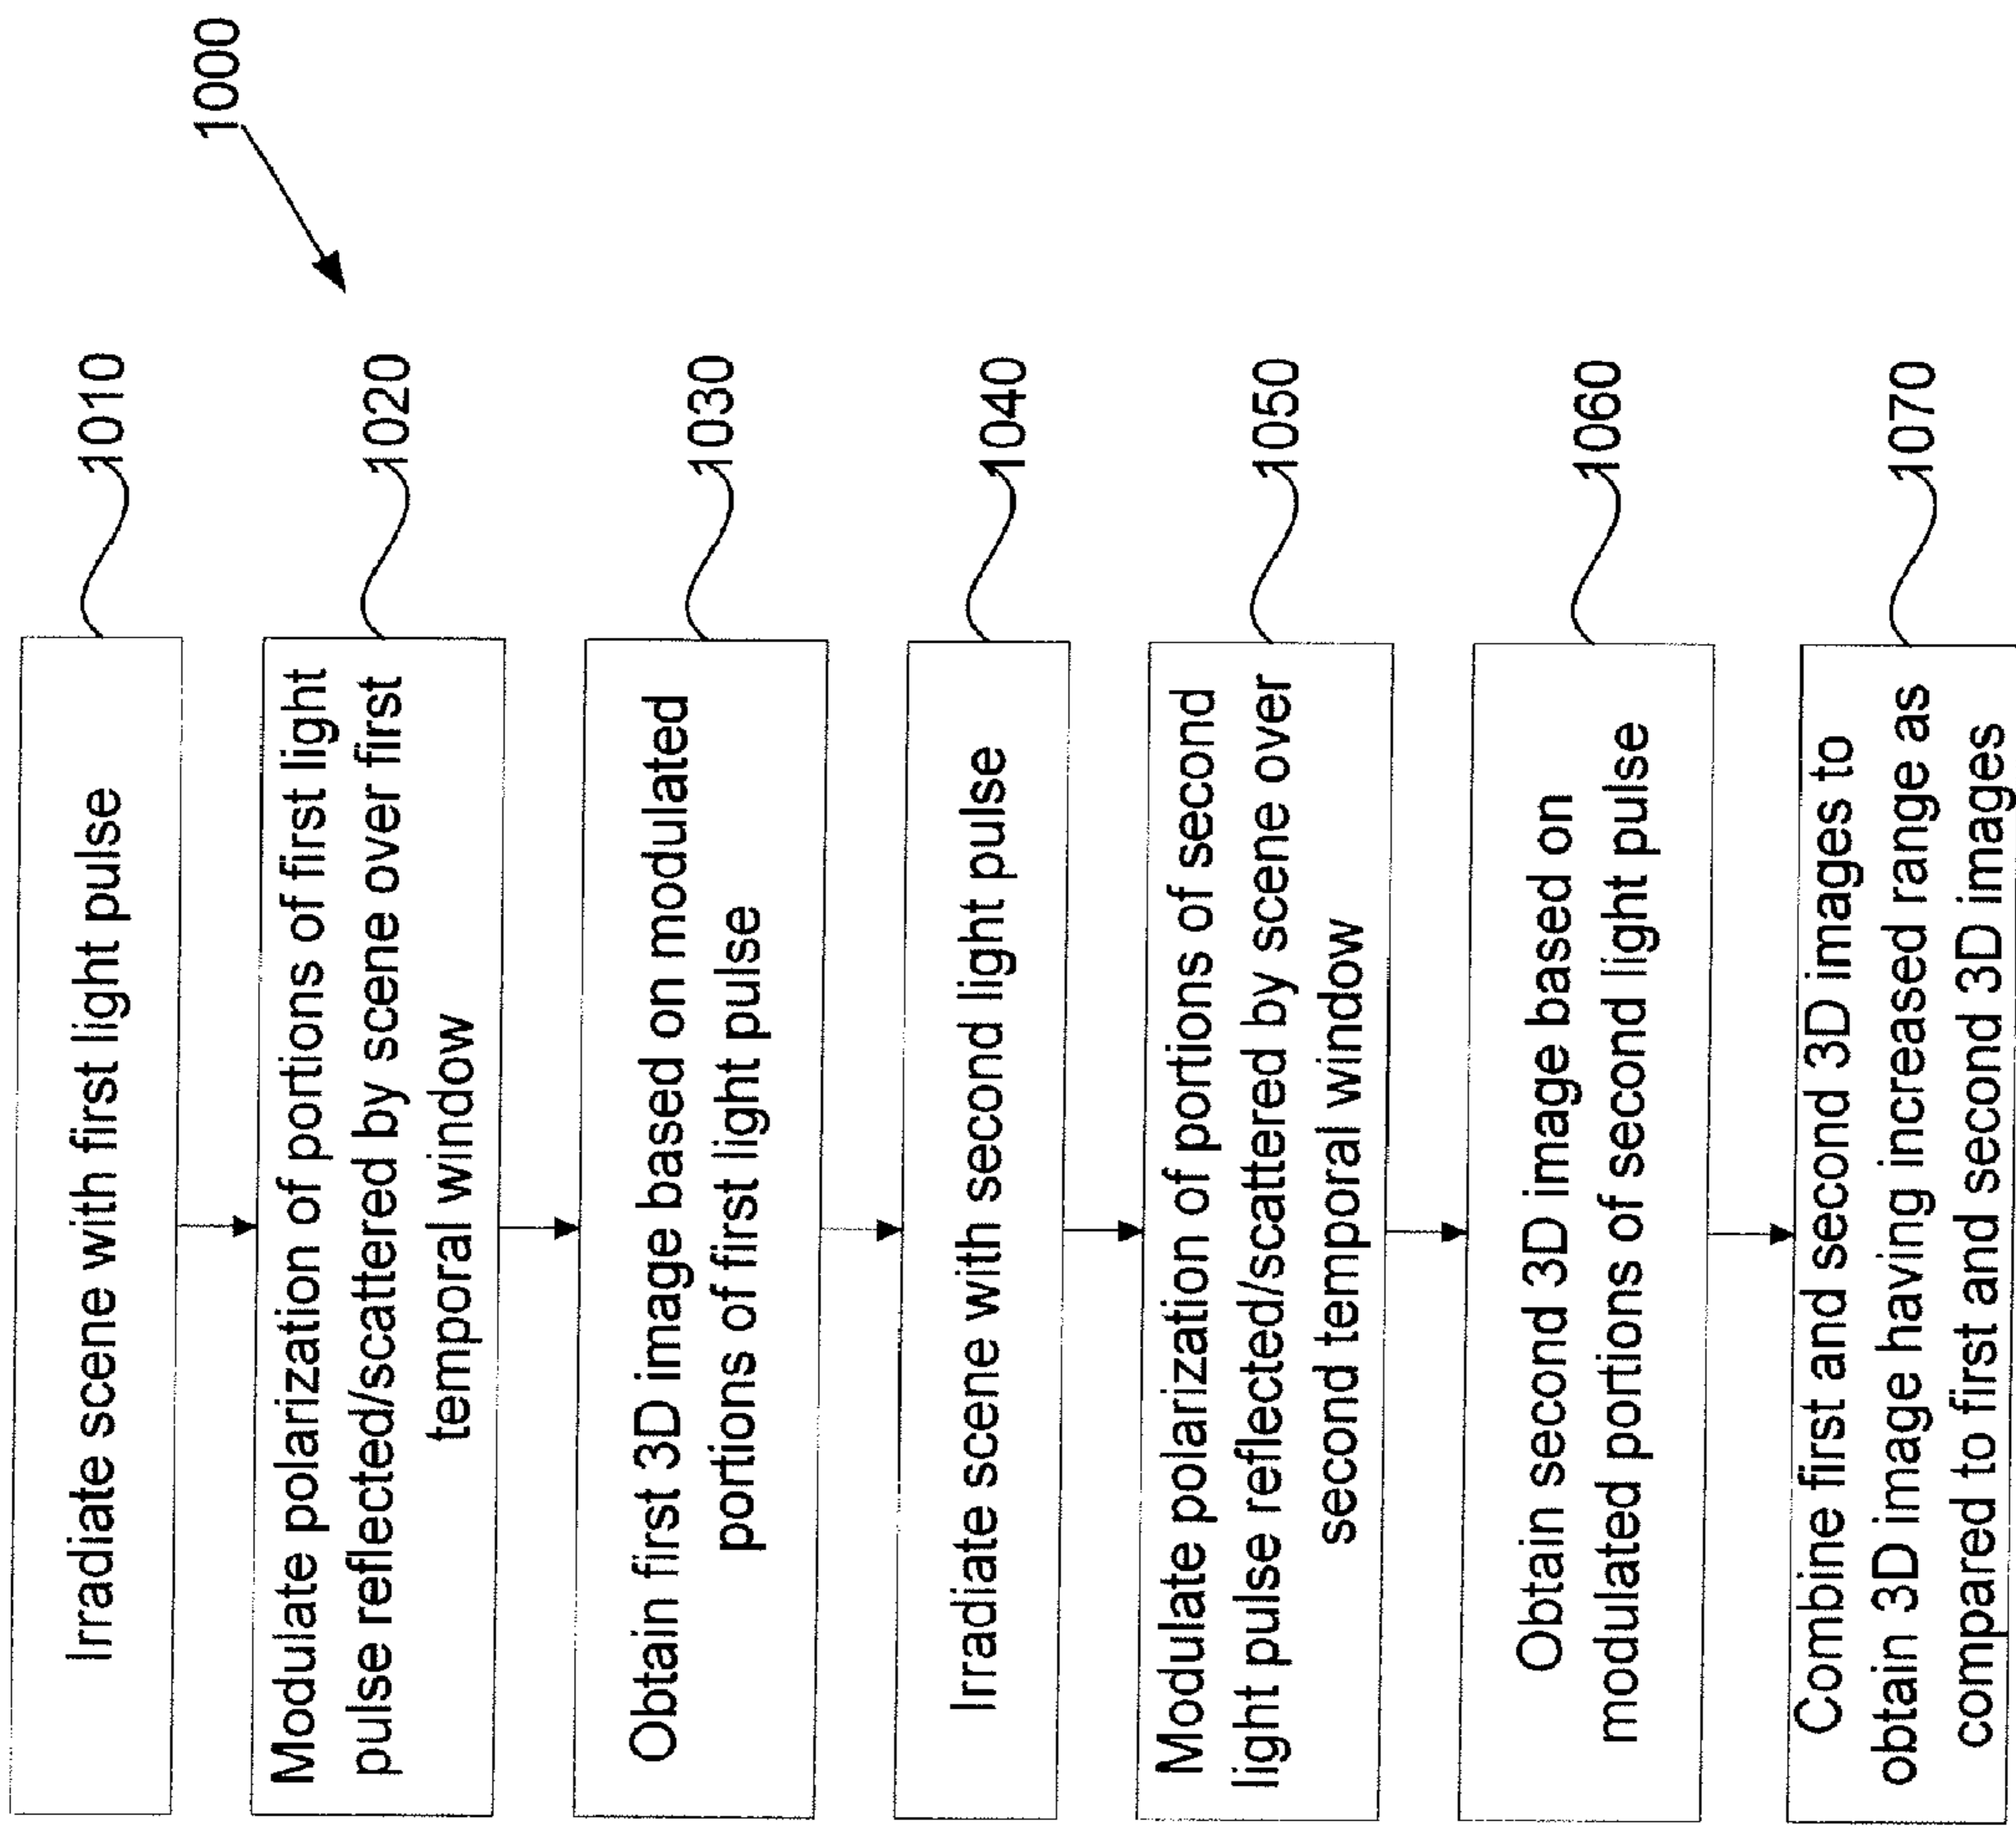 1000
Irradiate scene with first light pulse
1010
Modulate polarization of portions of first light
pulse reflected/scattered by scene over first
temporal window
1020
Obtain first 3D image based on modulated
portions of first light pulse
1030
Irradiate scene with second light pulse
1040
Modulate polarization of portions of second
light pulse reflected/scattered by scene over
second temporal window
1050
Obtain second 3D image based on
modulated portions of second light pulse
1060
Combine first and second 3D images to
obtain 3D image having increased range as
compared to first and second 3D images
1070